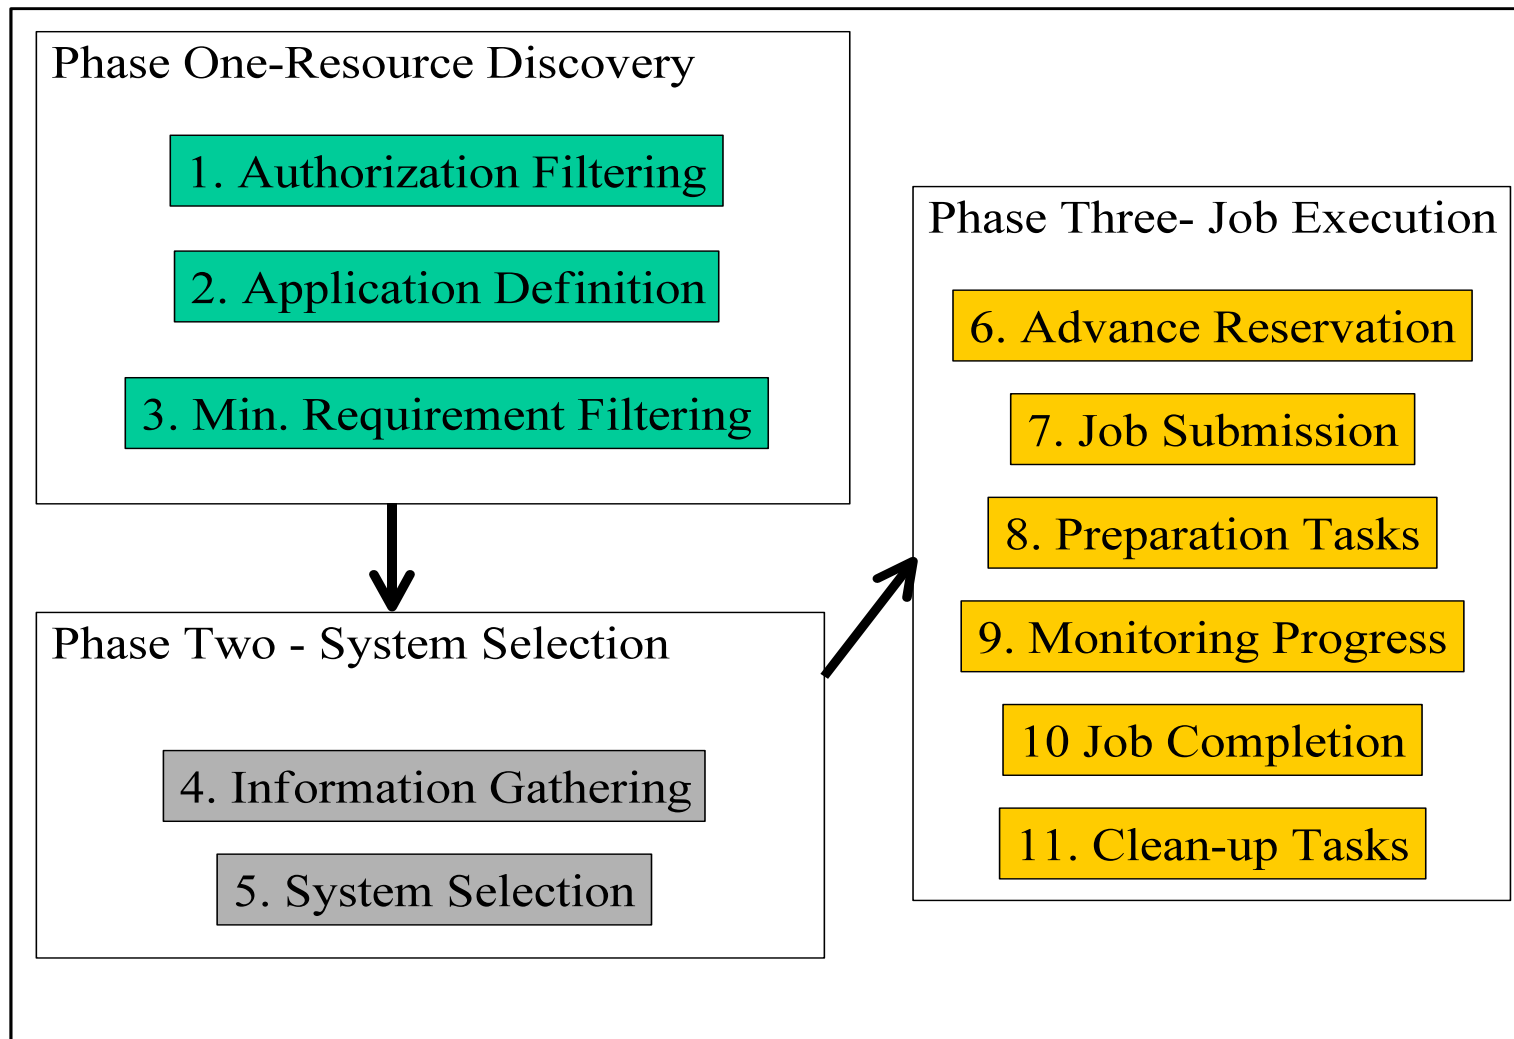 Phase One-Resource Discovery
1. Authorization Filtering
2. Application Definition
3. Min. Requirement Filtering
Phase Two - System Selection
4. Information Gathering
5. System Selection
Phase Three- Job Execution
6. Advance Reservation
7. Job Submission
8. Preparation Tasks
9. Monitoring Progress
10 Job Completion
11. Clean-up Tasks